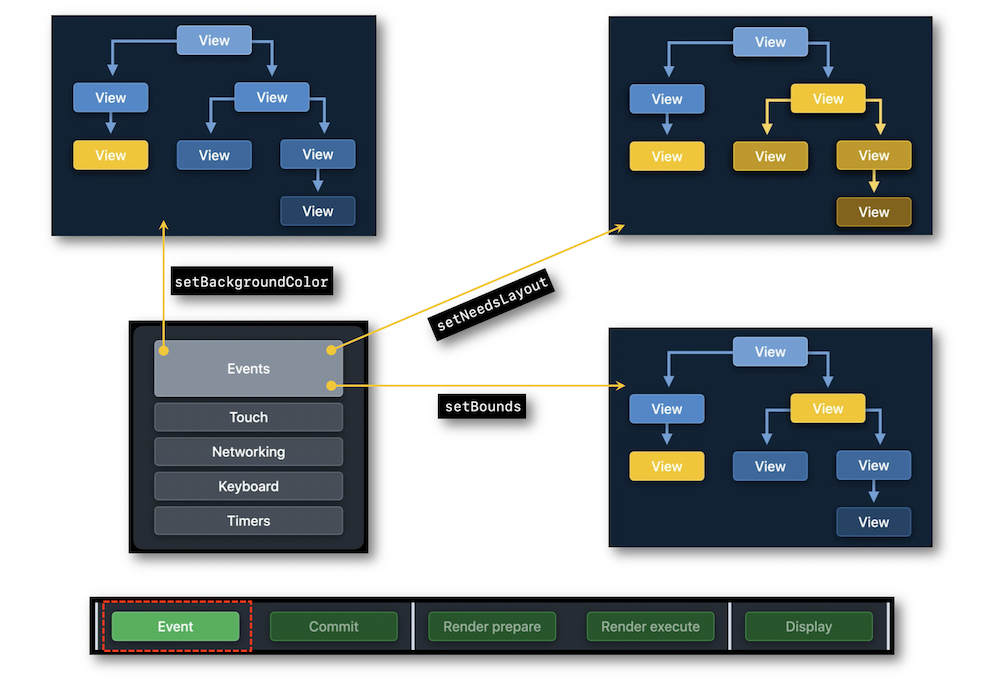 View
View
View
View
View
View
View
setBackgroundColor
View
View
View
View
View
View
View
setNeedsLayout
Events
Touch
Networking
Keyboard
Timers
setBounds
View
View
View
View
View
View
View
Event
Commit
Render prepare
Render execute
Display